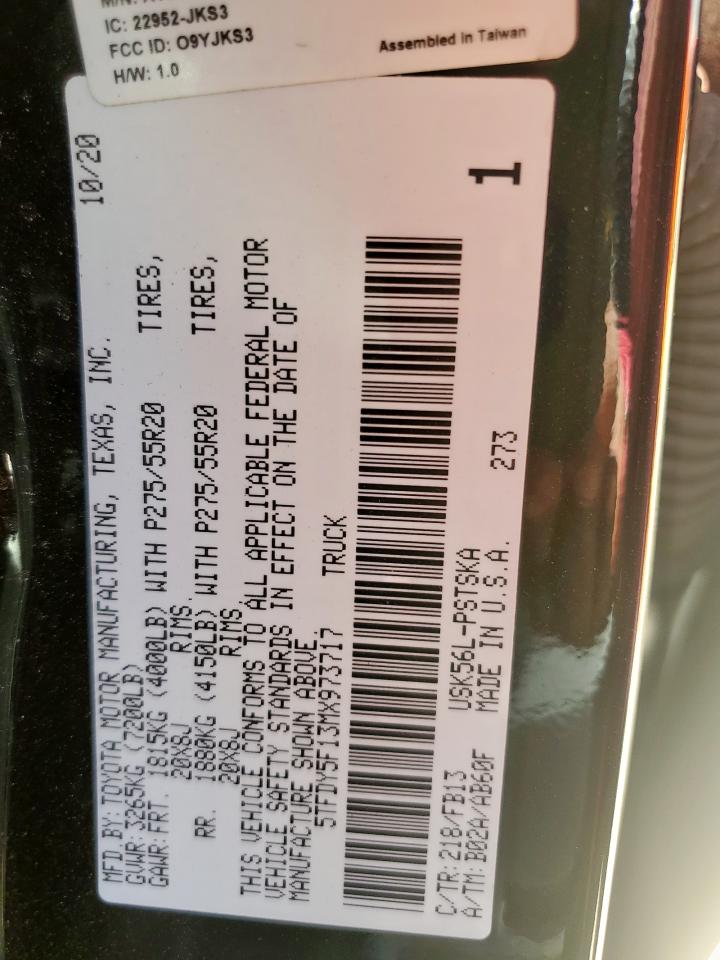 IC: 22952-JKS3
FCC ID: O9YJKS3
H/W: 1.0
Assembled in Taiwan
MFD. BY: TOYOTA MOTOR MANUFACTURING, TEXAS, INC. 10/20
GVWR: 3265KG (7200LB)
GAWR: FRT. 1815KG (4000LB) WITH P275/55R20 TIRES,
20X8J RIMS.
RR. 1880KG (4150LB) WITH P275/55R20 TIRES,
20X8J RIMS.
THIS VEHICLE CONFORMS TO ALL APPLICABLE FEDERAL MOTOR
VEHICLE SAFETY STANDARDS IN EFFECT ON THE DATE OF
MANUFACTURE SHOWN ABOVE.
5TFDY5F13MX973717 TRUCK
C/TR: 218/FB13 USK56L-PSTSKA
A/TM: B02A/AB60F MADE IN U.S.A. 273
1